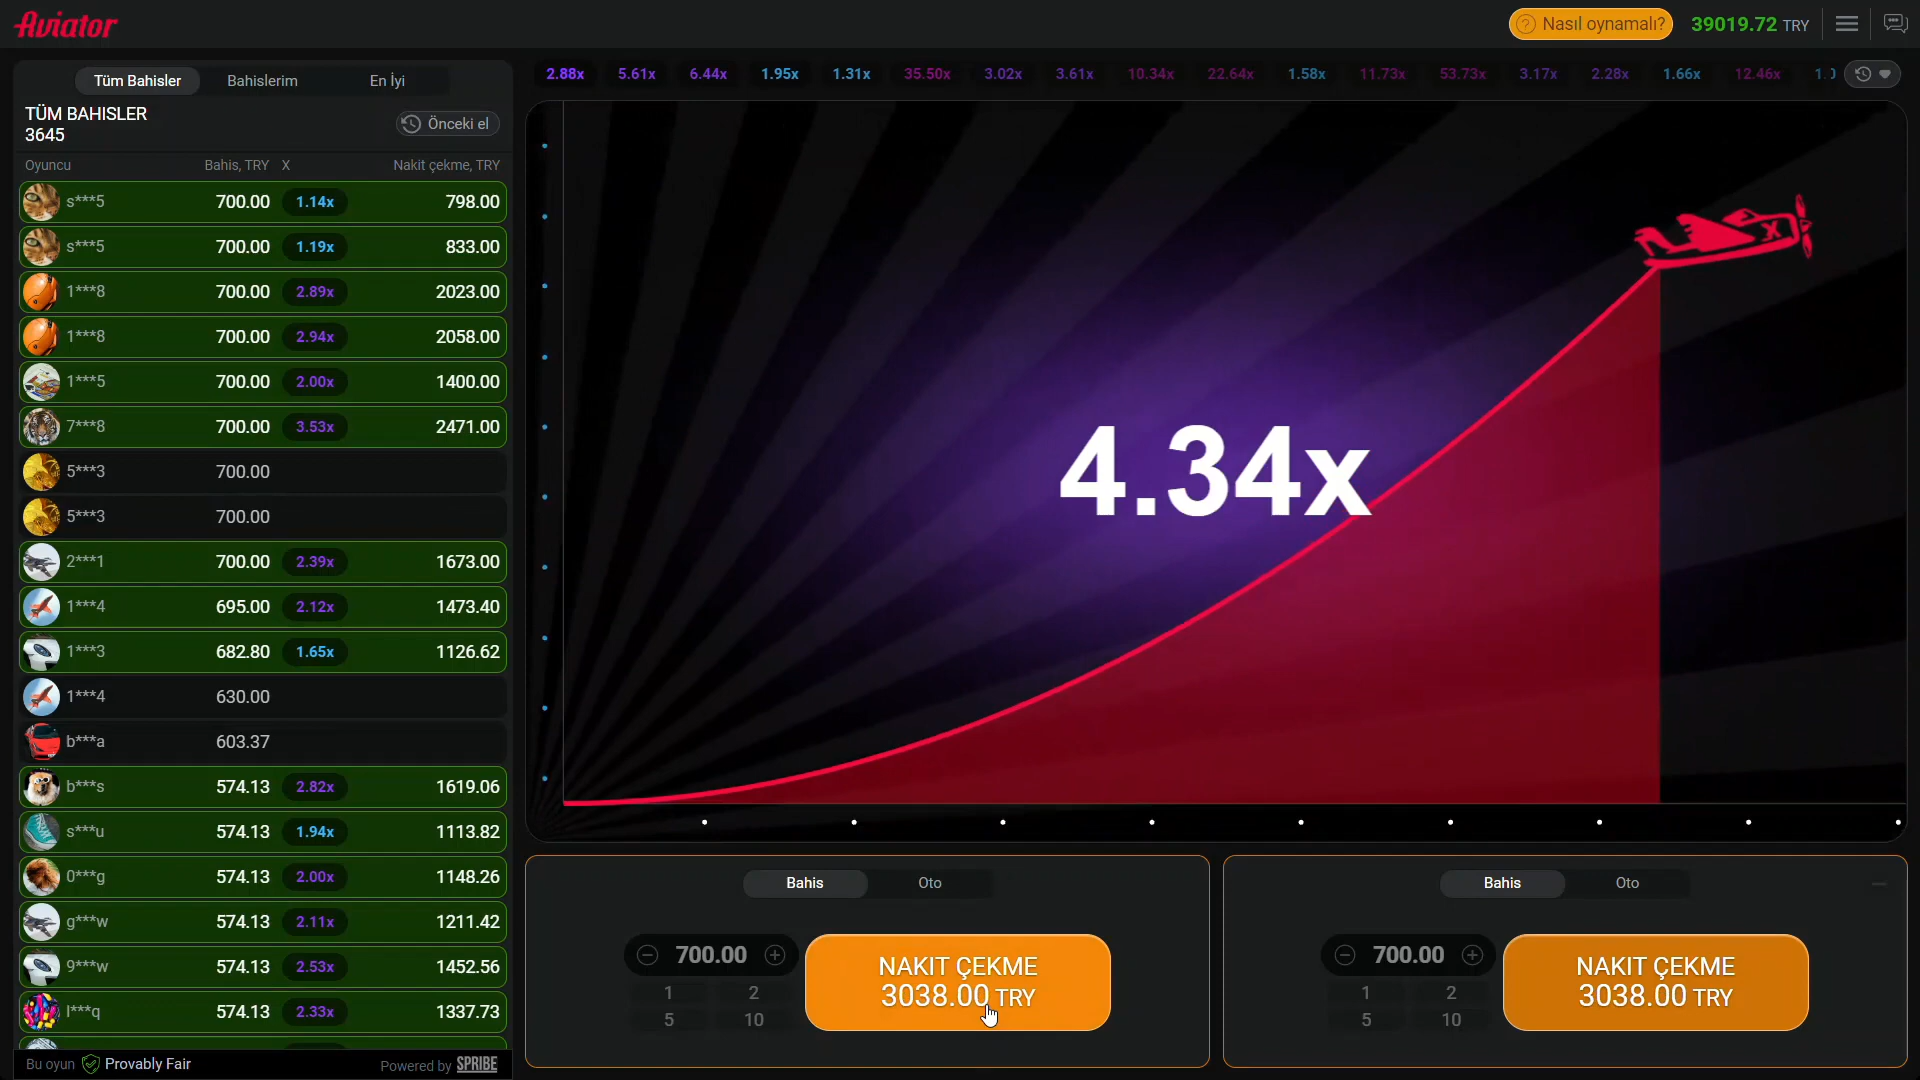 Aviator
Nasıl oynamalı?
39019.72 TRY
Tüm Bahisler Bahislerim En İyi
TÜM BAHISLER
3645
Önceki el
Oyuncu Bahis, TRY X Nakit çekme, TRY
s***5 700.00 1.14x 798.00
s***5 700.00 1.19x 833.00
1***8 700.00 2.89x 2023.00
1***8 700.00 2.94x 2058.00
1***5 700.00 2.00x 1400.00
7***8 700.00 3.53x 2471.00
5***3 700.00
5***3 700.00
2***1 700.00 2.39x 1673.00
1***4 695.00 2.12x 1473.40
1***3 682.80 1.65x 1126.62
1***4 630.00
b***a 603.37
b***s 574.13 2.82x 1619.06
s***u 574.13 1.94x 1113.82
0***g 574.13 2.00x 1148.26
g***w 574.13 2.11x 1211.42
9***w 574.13 2.53x 1452.56
l***q 574.13 2.33x 1337.73
Bu oyun Provably Fair Powered by SPRIBE
2.88x 5.61x 6.44x 1.95x 1.31x 35.50x 3.02x 3.61x 10.34x 22.64x 1.58x 11.73x 53.73x 3.17x 2.28x 1.66x 12.46x
X
4.34x
Bahis Oto
700.00
1 2
5 10
NAKIT ÇEKME
3038.00 TRY
Bahis Oto
700.00
1 2
5 10
NAKIT ÇEKME
3038.00 TRY